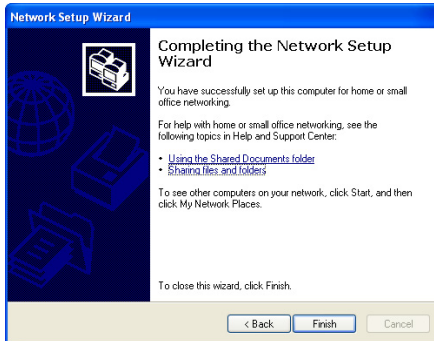 Network Setup Wizard
Completing the Network Setup
Wizard
You have successfully set up this computer for home or small
office networking.
For help with home or small office networking, see the
following topics in Help and Support Center:
• Using the Shared Documents folder
• Sharing files and folders
To see other computers on your network, click Start, and then
click My Network Places.
To close this wizard, click Finish.
< Back Finish Cancel